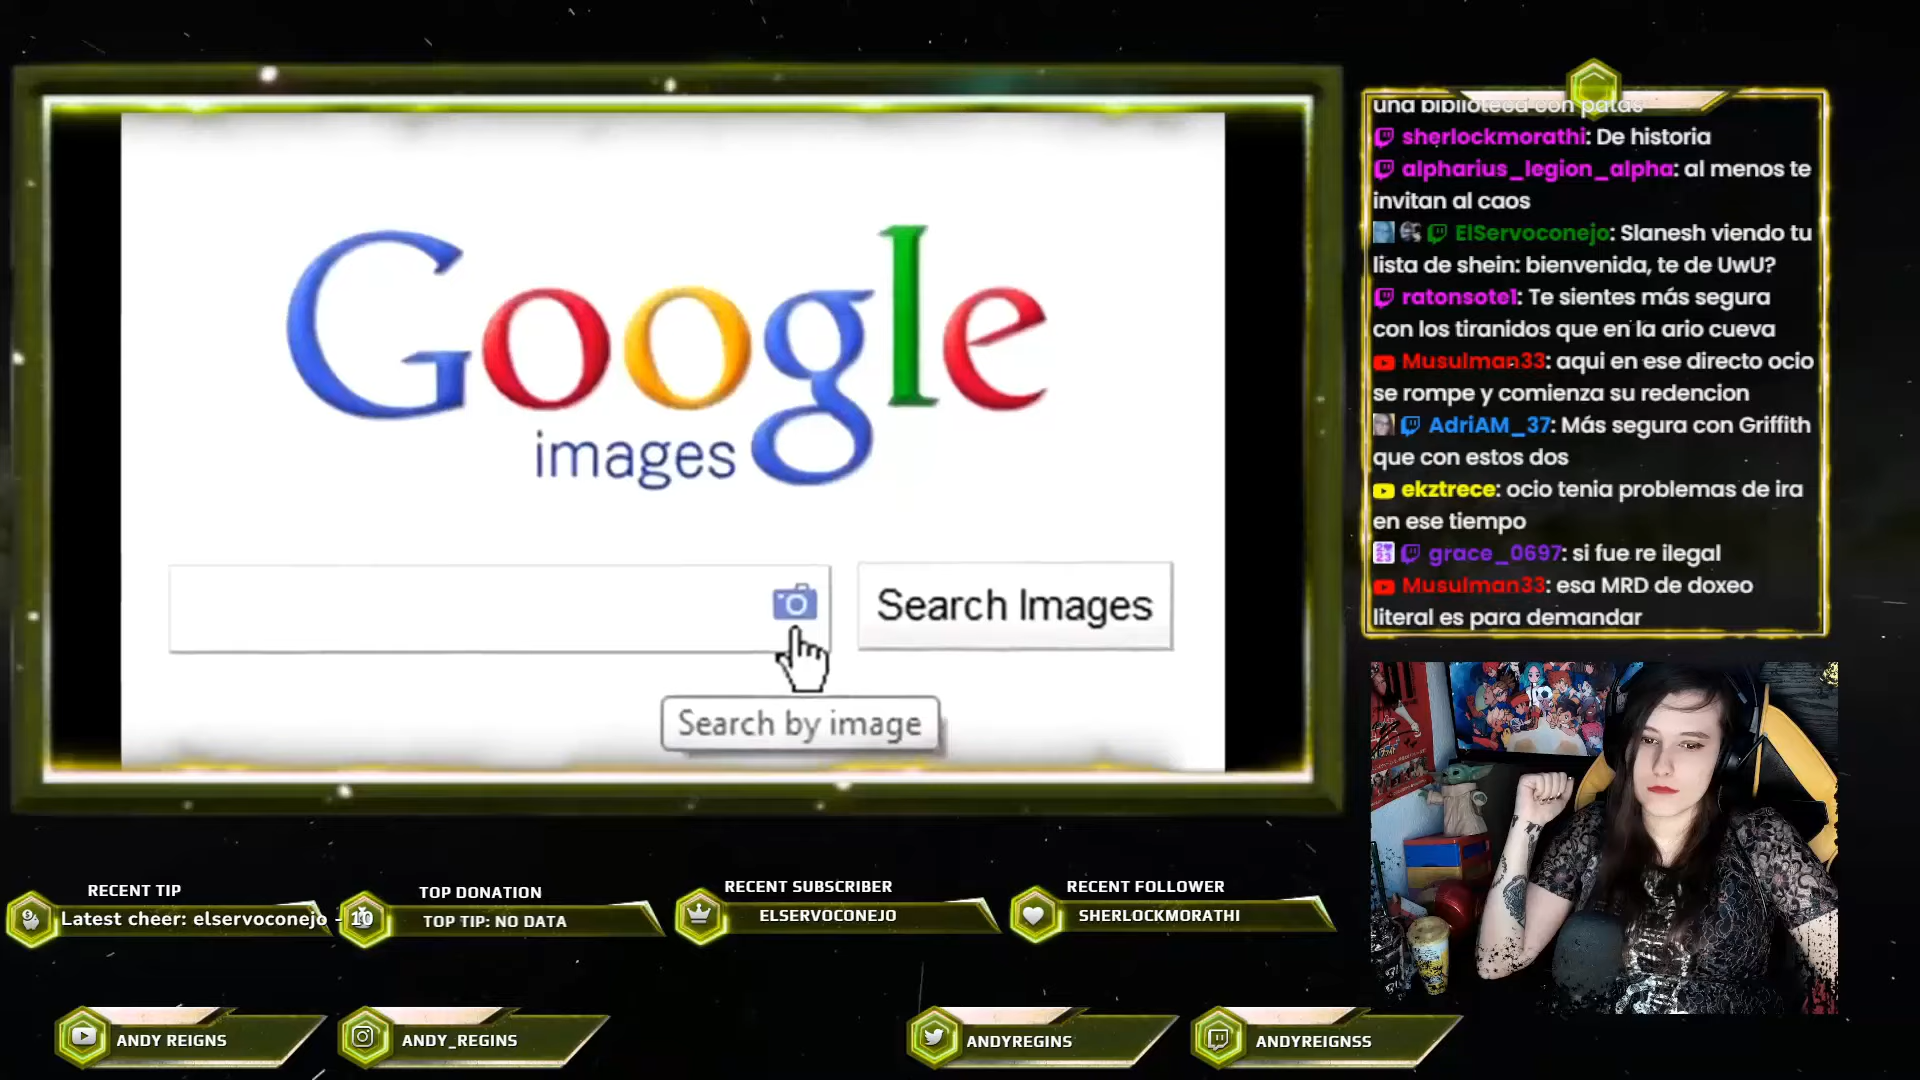 Google
images
Search Images
Search by image
una biblioteca con patas
sherlockmorathi: De historia
alpharius_legion_alpha: al menos te
invitan al caos
ElServoconejo: Slanesh viendo tu
lista de shein: bienvenida, te de UwU?
ratonsote1: Te sientes más segura
con los tiranidos que en la ario cueva
Musulman33: aqui en ese directo ocio
se rompe y comienza su redencion
AdriAM_37: Más segura con Griffith
que con estos dos
ekztrece: ocio tenia problemas de ira
en ese tiempo
grace_0697: si fue re ilegal
Musulman33: esa MRD de doxeo
literal es para demandar
RECENT TIP
Latest cheer: elservoconejo - 10
TOP DONATION
TOP TIP: NO DATA
RECENT SUBSCRIBER
ELSERVOCONEJO
RECENT FOLLOWER
SHERLOCKMORATHI
ANDY REIGNS
ANDY_REGINS
ANDYREGINS
ANDYREIGNSS